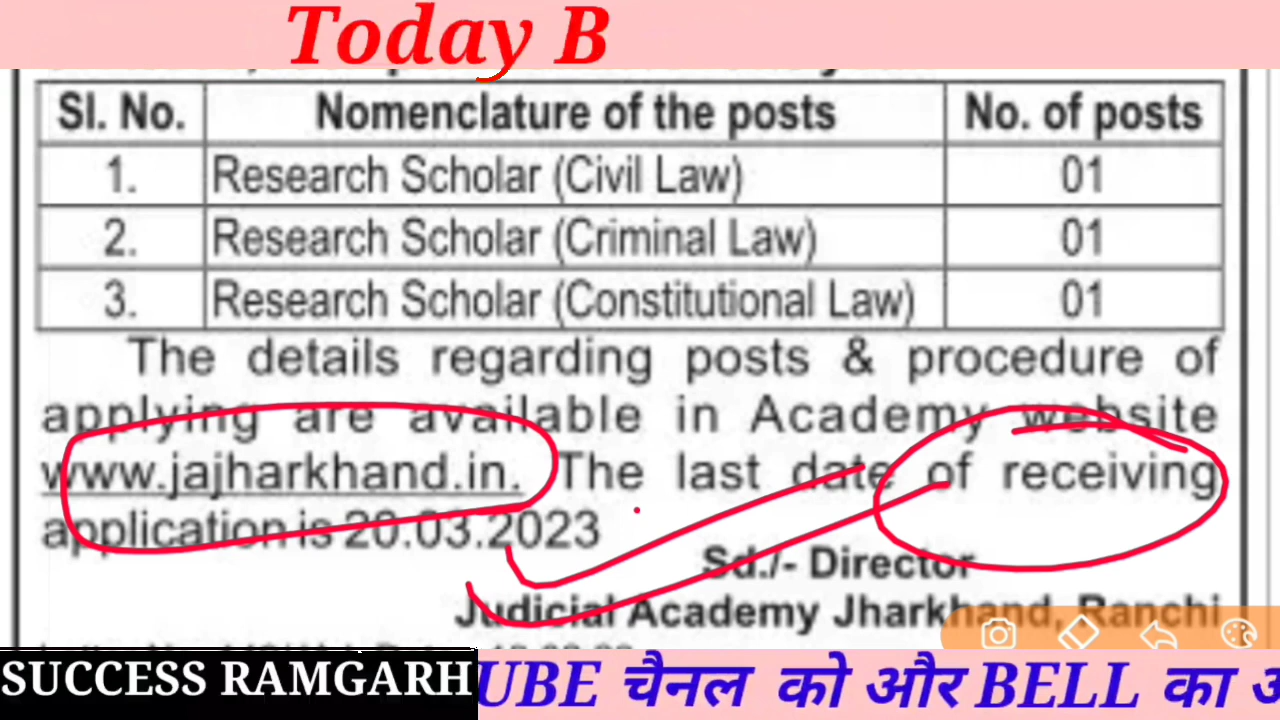 Today B
Sl. No. Nomenclature of the posts No. of posts
1. Research Scholar (Civil Law) 01
2. Research Scholar (Criminal Law) 01
3. Research Scholar (Constitutional Law) 01
The details regarding posts & procedure of
applying are available in Academy website
www.jajharkhand.in. The last date of receiving
application is 20.03.2023
Sd./- Director
Judicial Academy Jharkhand, Ranchi
SUCCESS RAMGARH UBE चैनल को और BELL का